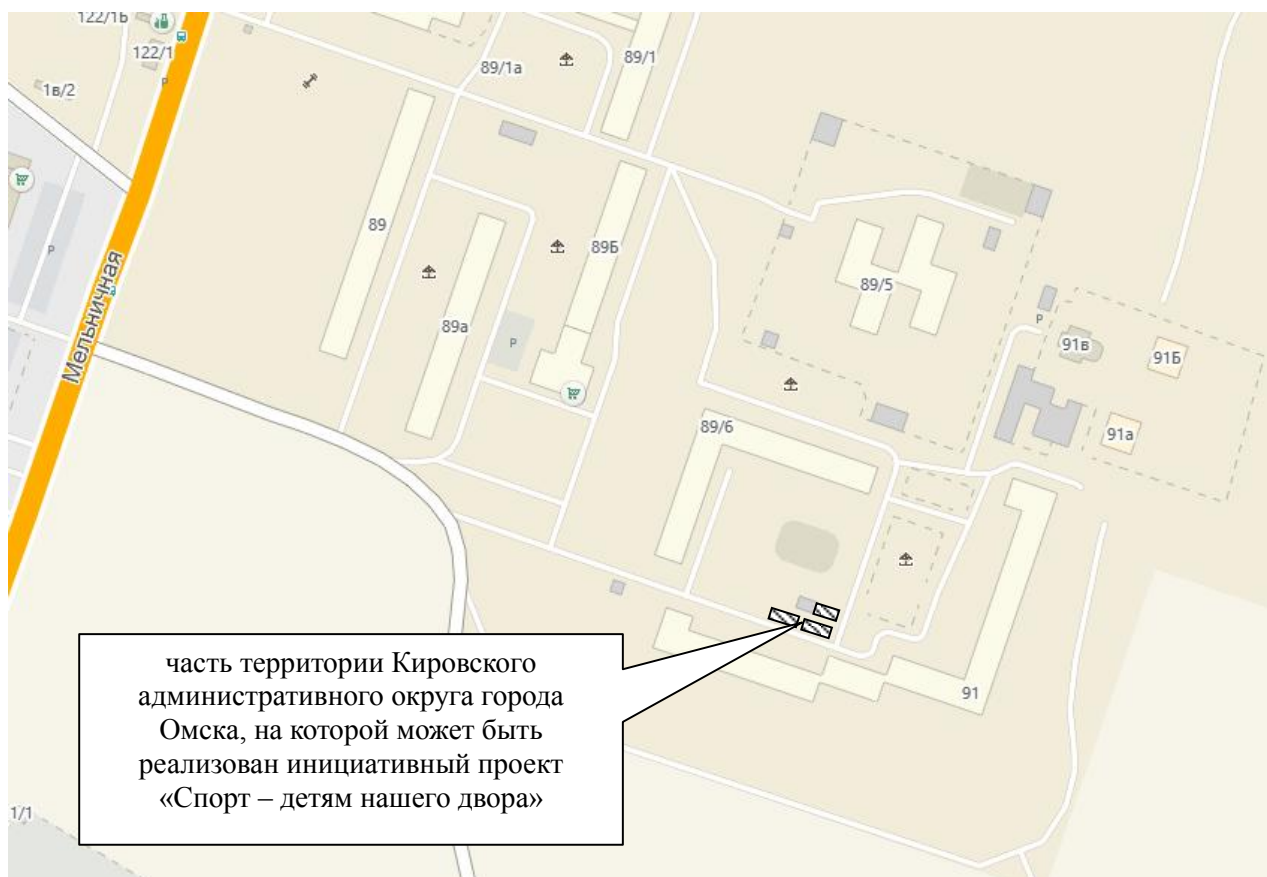 122/1Б
122/1
1в/2
P
89/1а
89/1
89
89Б
89а
P
P
Мельничная
89/5
P
91в
91Б
91а
89/6
91
часть территории Кировского
административного округа города
Омска, на которой может быть
реализован инициативный проект
«Спорт – детям нашего двора»
1/1